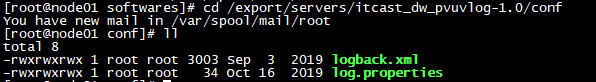 [root@node01 softwares]# cd /export/servers/itcast_dw_pvuvlog-1.0/conf
You have new mail in /var/spool/mail/root
[root@node01 conf]# ll
total 8
-rwxrwxrwx 1 root root 3003 Sep  3  2019 logback.xml
-rwxrwxrwx 1 root root   34 Oct 16  2019 log.properties